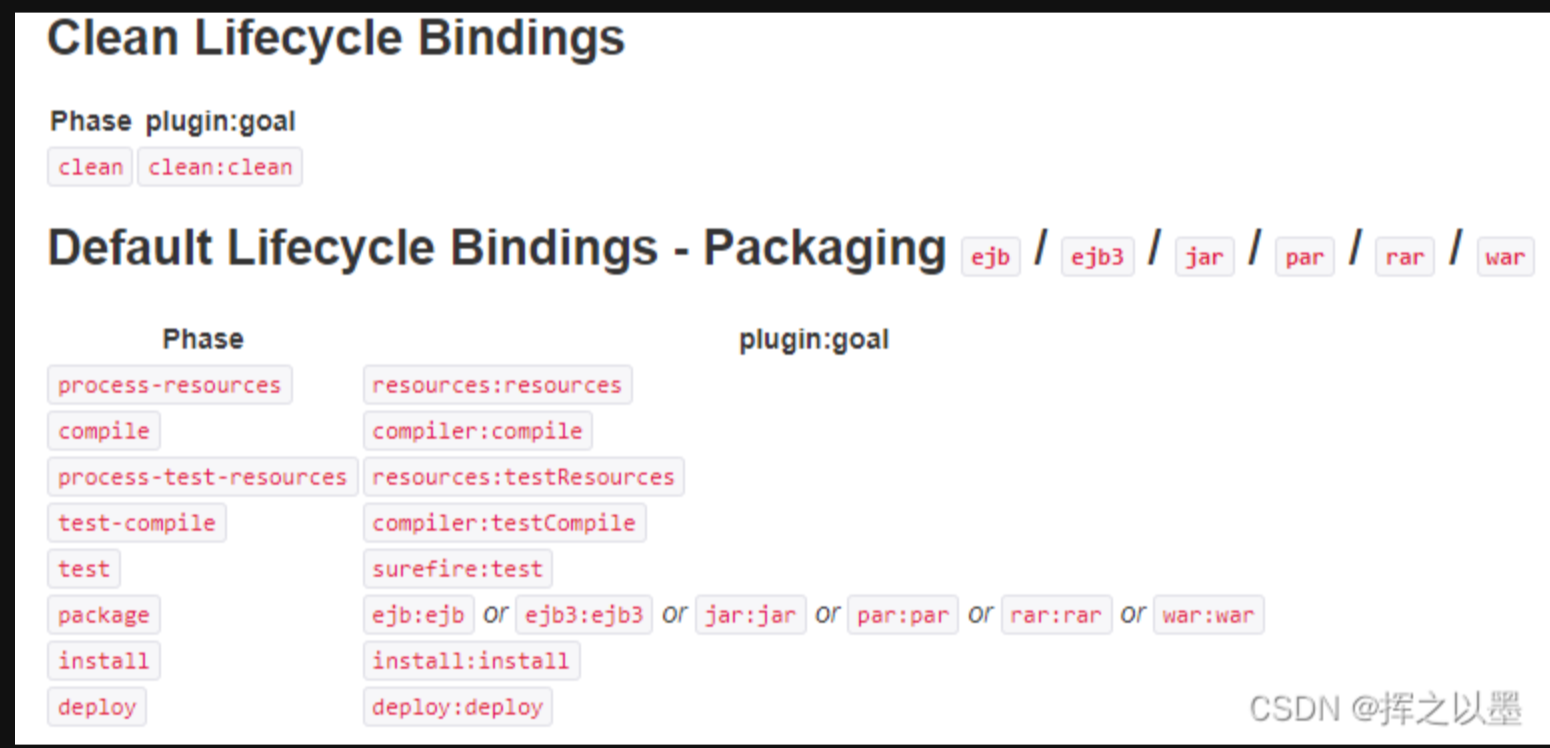 Clean Lifecycle Bindings
Phase plugin:goal
clean clean:clean
Default Lifecycle Bindings - Packaging ejb / ejb3 / jar / par / rar / war
Phase plugin:goal
process-resources resources:resources
compile compiler:compile
process-test-resources resources:testResources
test-compile compiler:testCompile
test surefire:test
package ejb:ejb or ejb3:ejb3 or jar:jar or par:par or rar:rar or war:war
install install:install
deploy deploy:deploy
CSDN @挥之以墨